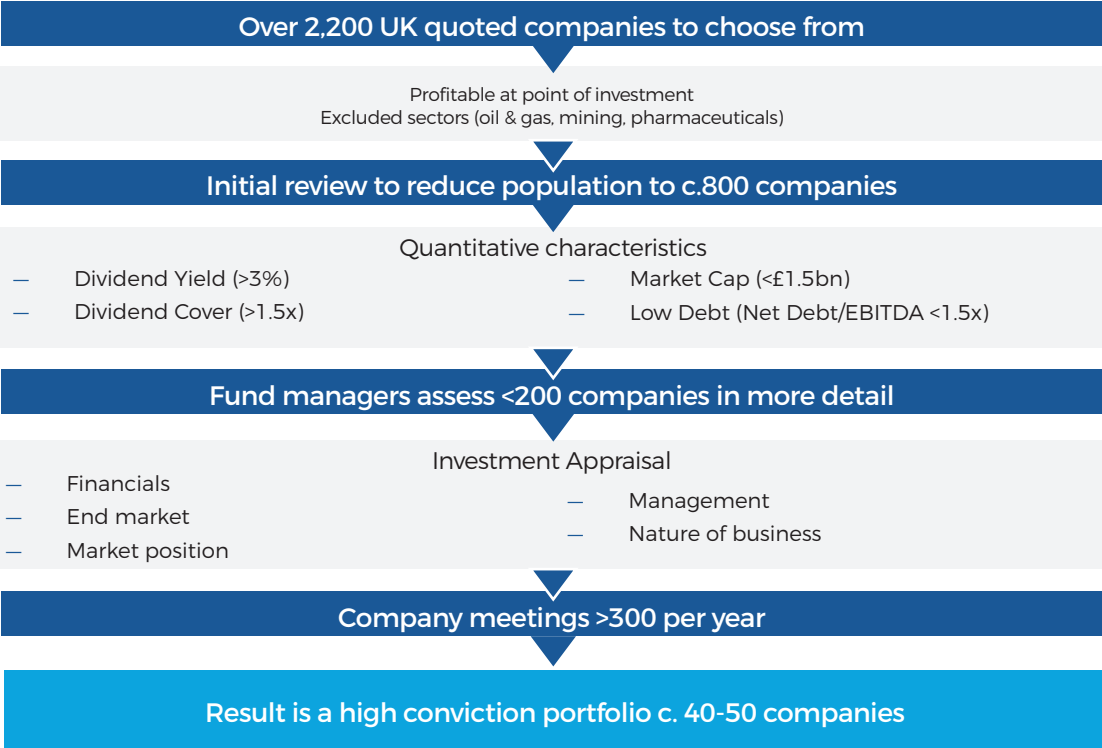 Over 2,200 UK quoted companies to choose from
Profitable at point of investment
Excluded sectors (oil & gas, mining, pharmaceuticals)
Initial review to reduce population to c.800 companies
Quantitative characteristics
— Dividend Yield (>3%)
— Dividend Cover (>1.5x)
— Market Cap (<£1.5bn)
— Low Debt (Net Debt/EBITDA <1.5x)
Fund managers assess <200 companies in more detail
Investment Appraisal
— Financials
— End market
— Market position
— Management
— Nature of business
Company meetings >300 per year
Result is a high conviction portfolio c. 40-50 companies